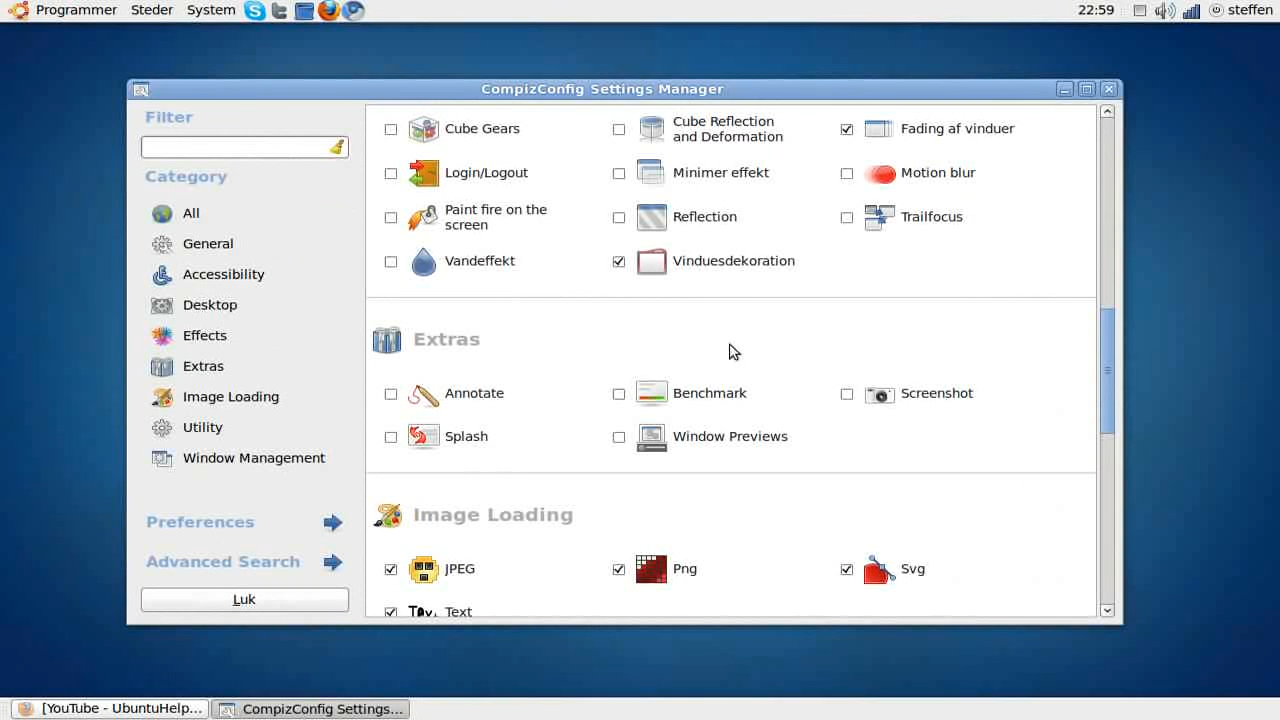 Programmer Steder System 22:59 steffen
CompizConfig Settings Manager
Filter
Category
All
General
Accessibility
Desktop
Effects
Extras
Image Loading
Utility
Window Management
Preferences
Advanced Search
Luk
Cube Gears
Cube Reflection
and Deformation
Fading af vinduer
Login/Logout
Minimer effekt
Motion blur
Paint fire on the
screen
Reflection
Trailfocus
Vandeffekt
Vinduesdekoration
Extras
Annotate
Benchmark
Screenshot
Splash
Window Previews
Image Loading
JPEG
Png
Svg
Text
[YouTube - UbuntuHelp... CompizConfig Settings...